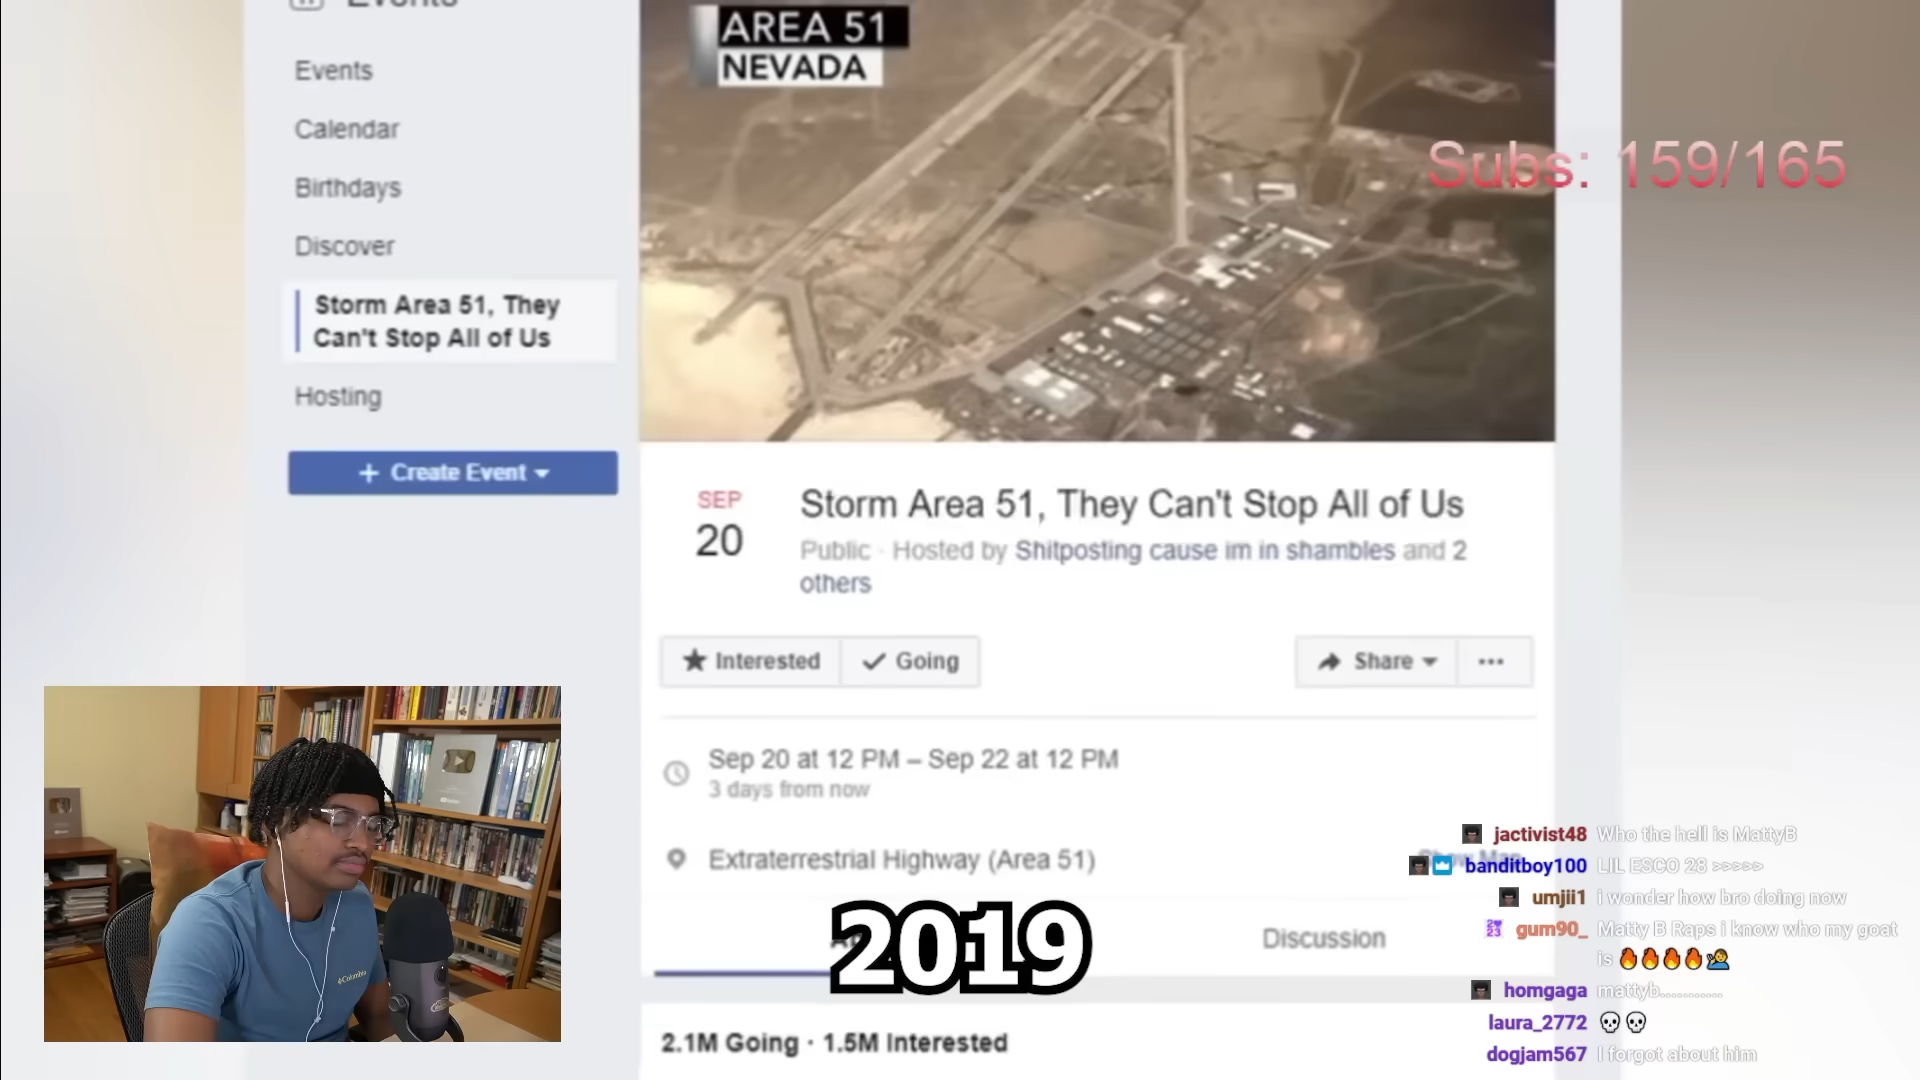 Events
AREA 51
NEVADA
Events
Calendar
Birthdays
Discover
Storm Area 51, They
Can't Stop All of Us
Hosting
+ Create Event
Subs: 159/165
SEP
20
Storm Area 51, They Can't Stop All of Us
Public · Hosted by Shitposting cause im in shambles and 2
others
Interested
Going
Share
Sep 20 at 12 PM – Sep 22 at 12 PM
3 days from now
Extraterrestrial Highway (Area 51)
Show Map
2019
Discussion
2.1M Going · 1.5M Interested
Columbia
jactivist48 Who the hell is MattyB
banditboy100 LIL ESCO 28 >>>>>
umjii1 i wonder how bro doing now
gum90_ Matty B Raps i know who my goat
is 🔥🔥🔥🔥🙋
homgaga mattyb............
laura_2772 💀💀
dogjam567 I forgot about him